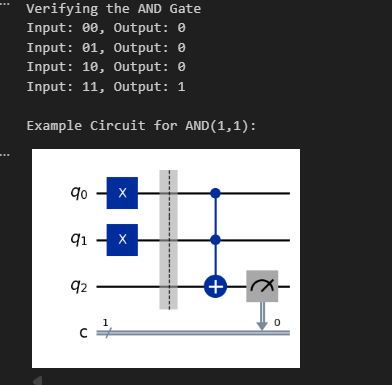 Verifying the AND Gate
Input: 00, Output: 0
Input: 01, Output: 0
Input: 10, Output: 0
Input: 11, Output: 1
Example Circuit for AND(1,1):
q0 X
q1 X
q2 +
c 1 0